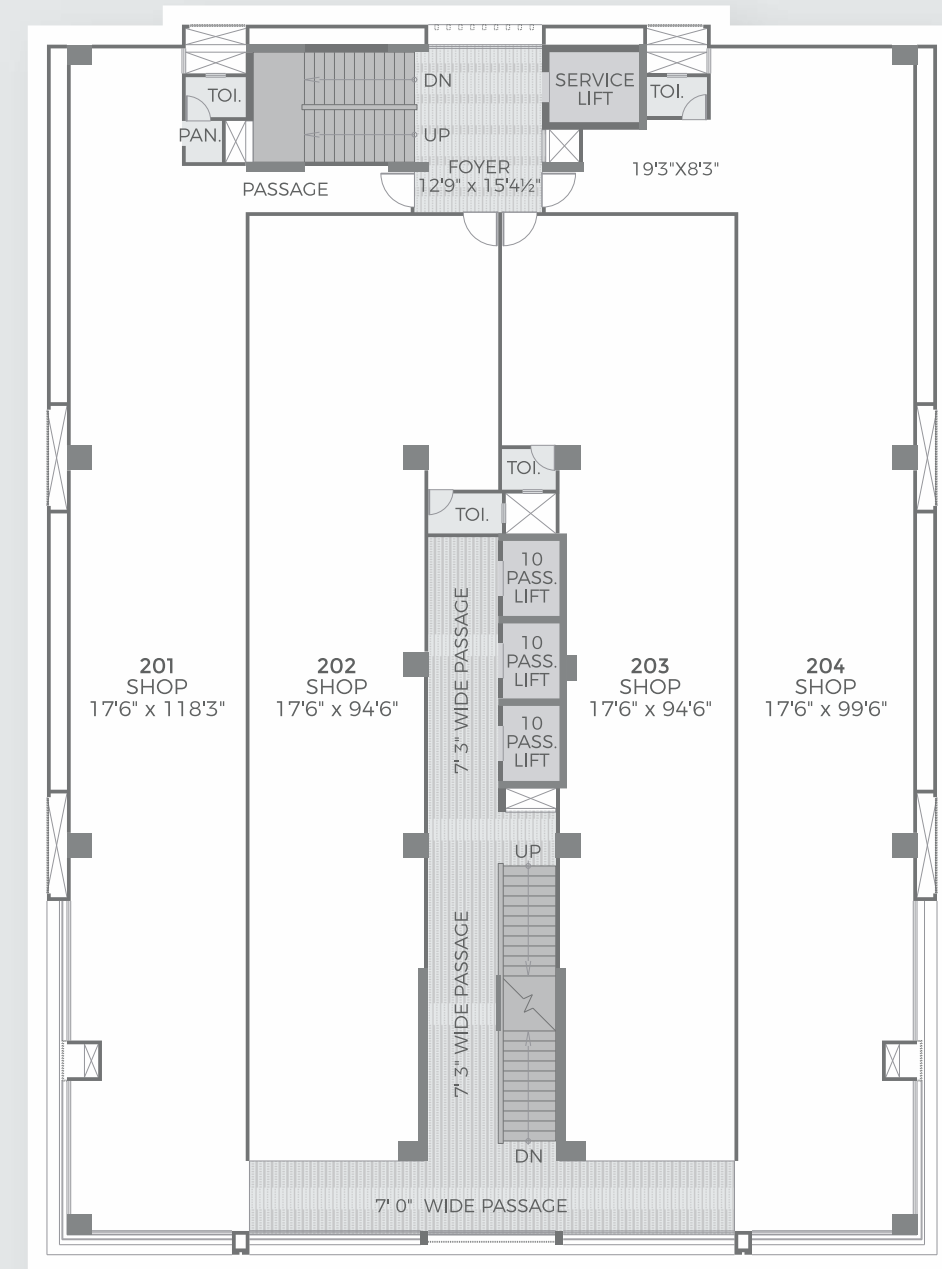 DN
SERVICE
LIFT
TOI.
TOI.
PAN.
UP
FOYER
12'9" x 15'4½"
PASSAGE
19'3"X8'3"
TOI.
TOI.
10
PASS.
LIFT
7' 3" WIDE PASSAGE
10
PASS.
LIFT
201
SHOP
17'6" x 118'3"
202
SHOP
17'6" x 94'6"
203
SHOP
17'6" x 94'6"
204
SHOP
17'6" x 99'6"
10
PASS.
LIFT
UP
7' 3" WIDE PASSAGE
DN
7' 0" WIDE PASSAGE